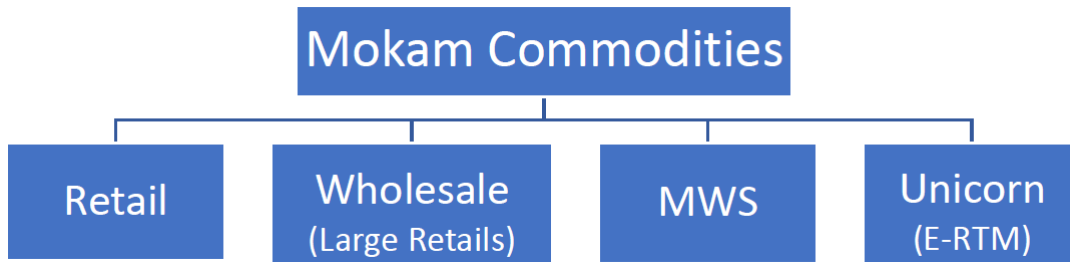 Mokam Commodities
Retail
Wholesale
(Large Retails)
MWS
Unicorn
(E-RTM)